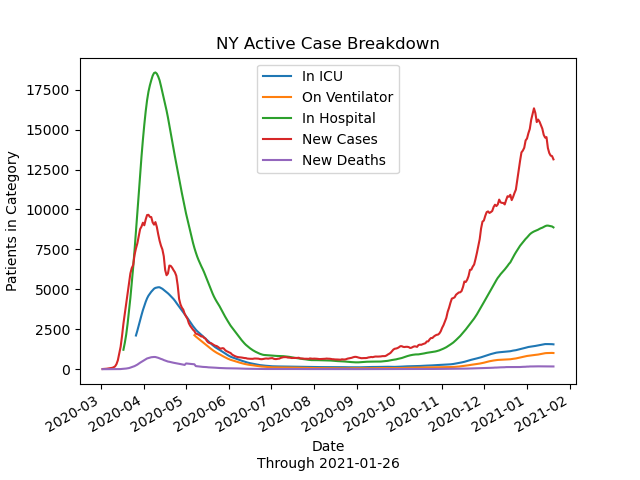 NY Active Case Breakdown
In ICU
On Ventilator
In Hospital
New Cases
New Deaths
Patients in Category
17500
15000
12500
10000
7500
5000
2500
0
2020-03
2020-04
2020-05
2020-06
2020-07
2020-08
2020-09
2020-10
2020-11
2020-12
2021-01
2021-02
Date
Through 2021-01-26